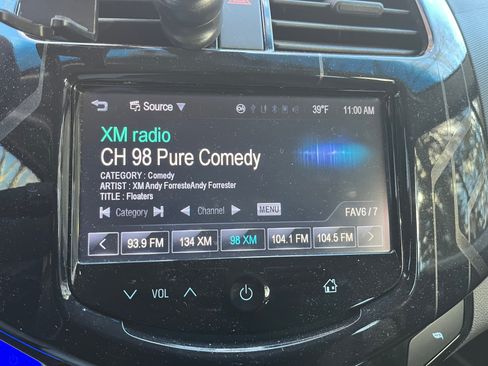 Source 39°F 11:00 AM
XM radio
CH 98 Pure Comedy
CATEGORY : Comedy
ARTIST : XM Andy ForresteAndy Forrester
TITLE : Floaters
Category Channel MENU FAV6 / 7
93.9 FM 134 XM 98 XM 104.1 FM 104.5 FM
VOL